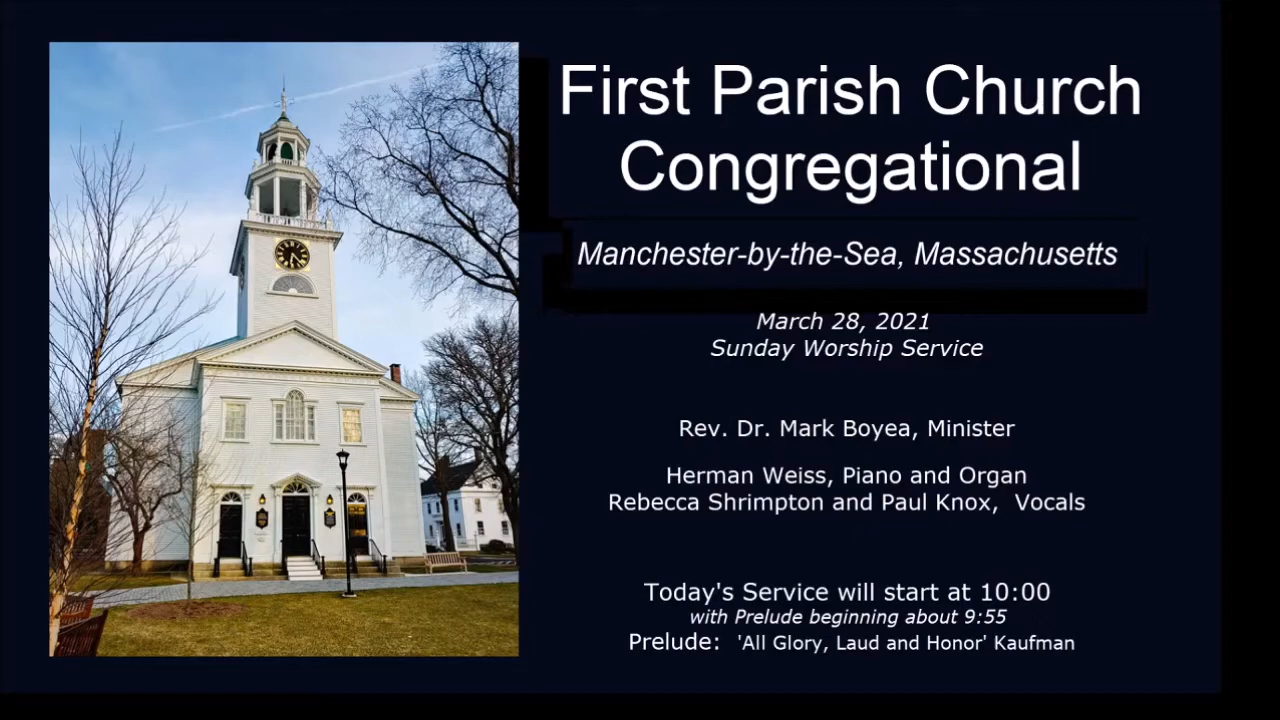 First Parish Church
Congregational
Manchester-by-the-Sea, Massachusetts
March 28, 2021
Sunday Worship Service
Rev. Dr. Mark Boyea, Minister
Herman Weiss, Piano and Organ
Rebecca Shrimpton and Paul Knox,  Vocals
Today's Service will start at 10:00
with Prelude beginning about 9:55
Prelude:  'All Glory, Laud and Honor' Kaufman